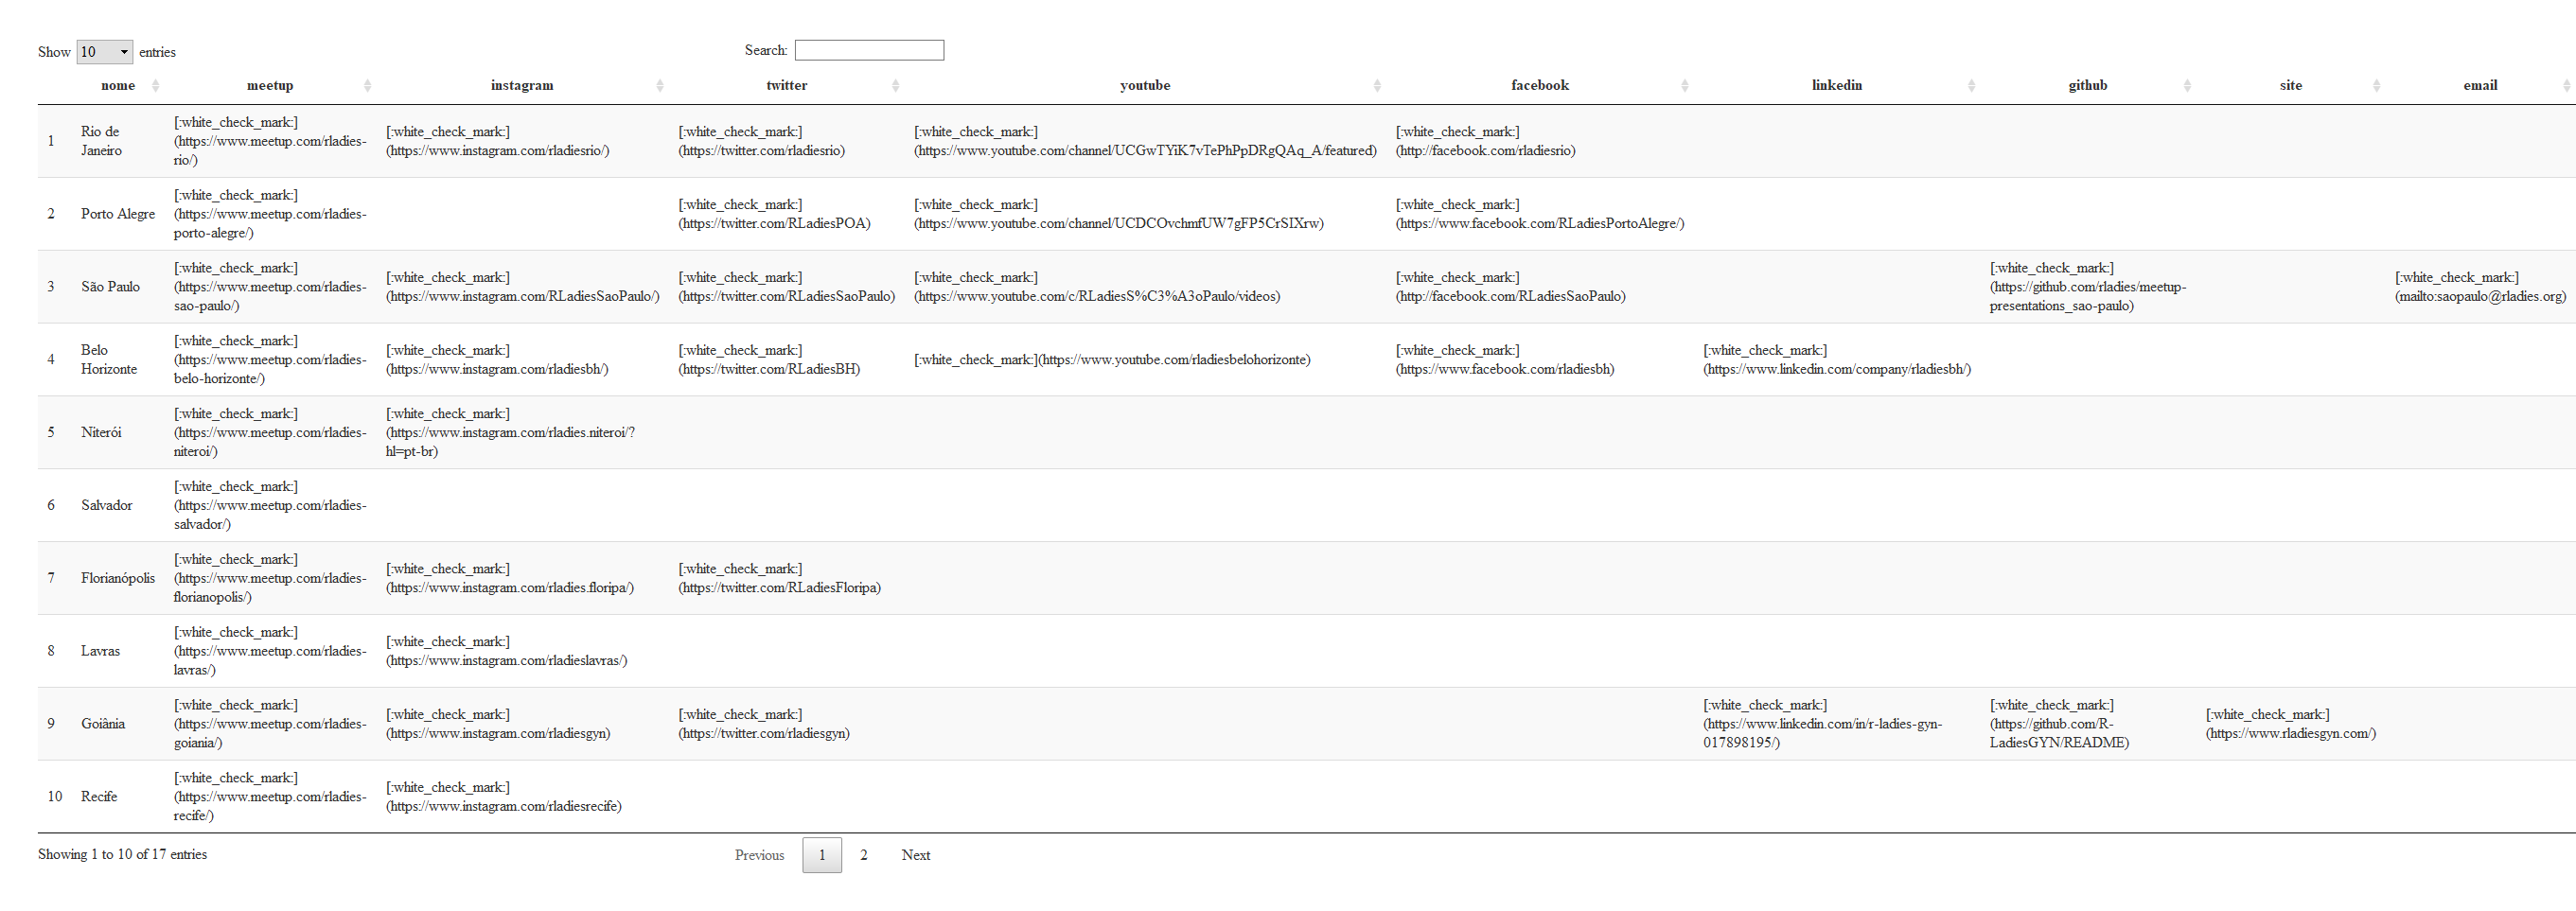 Show 10 entries Search:
nome meetup instagram twitter youtube facebook linkedin github site email
1
Rio de
Janeiro
[:white_check_mark:]
(https://www.meetup.com/rladies-
rio/)
[:white_check_mark:]
(https://www.instagram.com/rladiesrio/)
[:white_check_mark:]
(https://twitter.com/rladiesrio)
[:white_check_mark:]
(https://www.youtube.com/channel/UCGwTYiK7vTePhPpDRgQAq_A/featured)
[:white_check_mark:]
(http://facebook.com/rladiesrio)
2
Porto Alegre
[:white_check_mark:]
(https://www.meetup.com/rladies-
porto-alegre/)
[:white_check_mark:]
(https://twitter.com/RLadiesPOA)
[:white_check_mark:]
(https://www.youtube.com/channel/UCDCOvchmfUW7gFP5CrSIXrw)
[:white_check_mark:]
(https://www.facebook.com/RLadiesPortoAlegre/)
3
São Paulo
[:white_check_mark:]
(https://www.meetup.com/rladies-
sao-paulo/)
[:white_check_mark:]
(https://www.instagram.com/RLadiesSaoPaulo/)
[:white_check_mark:]
(https://twitter.com/RLadiesSaoPaulo)
[:white_check_mark:]
(https://www.youtube.com/c/RLadiesS%C3%A3oPaulo/videos)
[:white_check_mark:]
(http://facebook.com/RLadiesSaoPaulo)
[:white_check_mark:]
(https://github.com/rladies/meetup-
presentations_sao-paulo)
[:white_check_mark:]
(mailto:saopaulo@rladies.org)
4
Belo
Horizonte
[:white_check_mark:]
(https://www.meetup.com/rladies-
belo-horizonte/)
[:white_check_mark:]
(https://www.instagram.com/rladiesbh/)
[:white_check_mark:]
(https://twitter.com/RLadiesBH)
[:white_check_mark:](https://www.youtube.com/rladiesbelohorizonte)
[:white_check_mark:]
(https://www.facebook.com/rladiesbh)
[:white_check_mark:]
(https://www.linkedin.com/company/rladiesbh/)
5
Niterói
[:white_check_mark:]
(https://www.meetup.com/rladies-
niteroi/)
[:white_check_mark:]
(https://www.instagram.com/rladies.niteroi/?
hl=pt-br)
6
Salvador
[:white_check_mark:]
(https://www.meetup.com/rladies-
salvador/)
7
Florianópolis
[:white_check_mark:]
(https://www.meetup.com/rladies-
florianopolis/)
[:white_check_mark:]
(https://www.instagram.com/rladies.floripa/)
[:white_check_mark:]
(https://twitter.com/RLadiesFloripa)
8
Lavras
[:white_check_mark:]
(https://www.meetup.com/rladies-
lavras/)
[:white_check_mark:]
(https://www.instagram.com/rladieslavras/)
9
Goiânia
[:white_check_mark:]
(https://www.meetup.com/rladies-
goiania/)
[:white_check_mark:]
(https://www.instagram.com/rladiesgyn)
[:white_check_mark:]
(https://twitter.com/rladiesgyn)
[:white_check_mark:]
(https://www.linkedin.com/in/r-ladies-gyn-
017898195/)
[:white_check_mark:]
(https://github.com/R-
LadiesGYN/README)
[:white_check_mark:]
(https://www.rladiesgyn.com/)
10
Recife
[:white_check_mark:]
(https://www.meetup.com/rladies-
recife/)
[:white_check_mark:]
(https://www.instagram.com/rladiesrecife)
Showing 1 to 10 of 17 entries Previous 1 2 Next